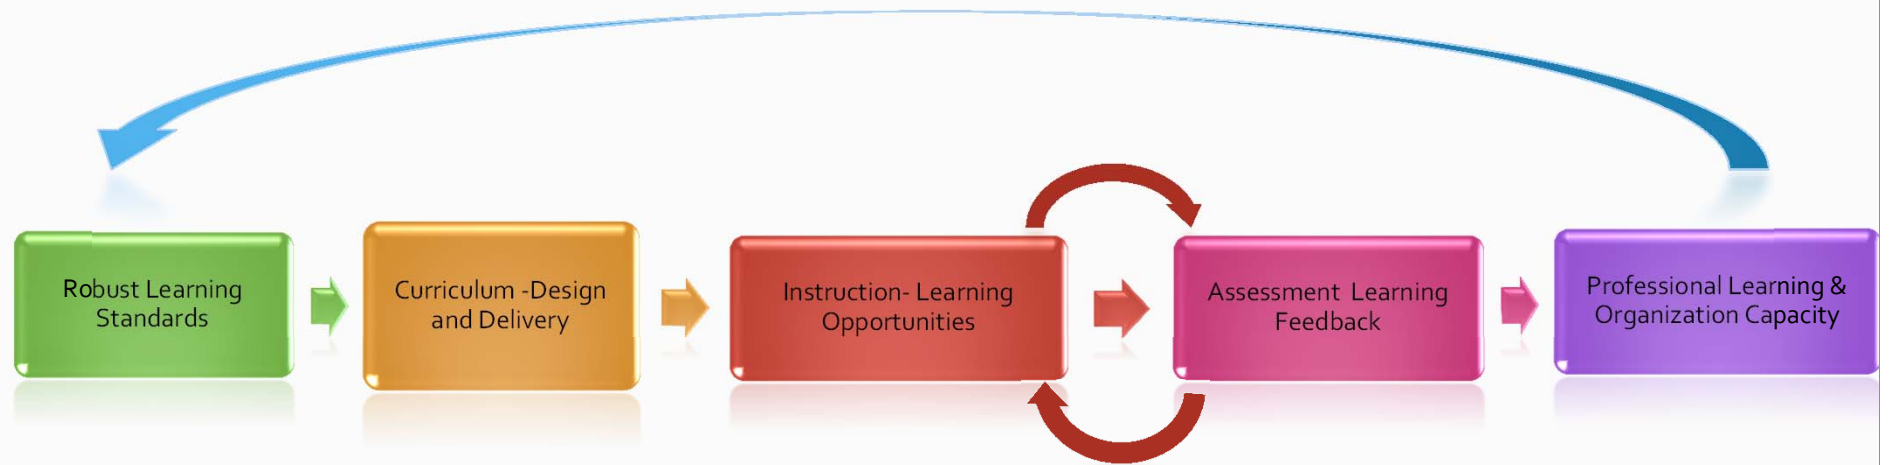 Robust Learning
Standards
Curriculum -Design
and Delivery
Instruction- Learning
Opportunities
Assessment  Learning
Feedback
Professional Learning &
Organization Capacity